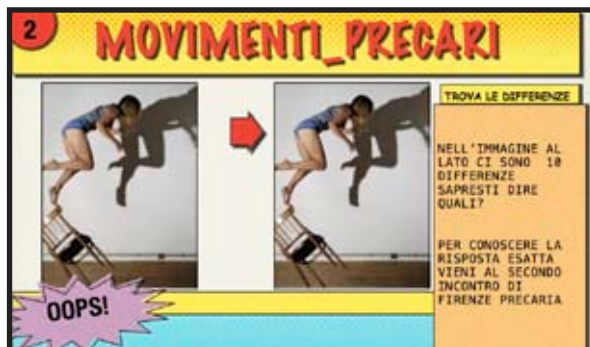 2
MOVIMENTI_PRECARI
TROVA LE DIFFERENZE
NELL'IMMAGINE AL
LATO CI SONO 10
DIFFERENZE
SAPRESTI DIRE
QUALI?
PER CONOSCERE LA
RISPOSTA ESATTA
VIENI AL SECONDO
INCONTRO DI
FIRENZE PRECARIA
OOPS!